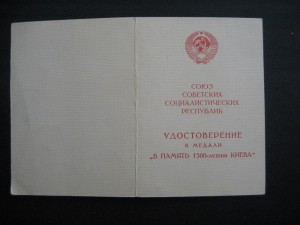 СОЮЗ
СОВЕТСКИХ
СОЦИАЛИСТИЧЕСКИХ
РЕСПУБЛИК
УДОСТОВЕРЕНИЕ
К МЕДАЛИ
„В ПАМЯТЬ 1500-летия КИЕВА“